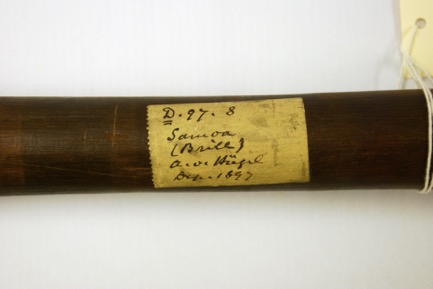 D. 97. 8
Samoa
(Brill)
A. v. Hügel
Dep. 1897